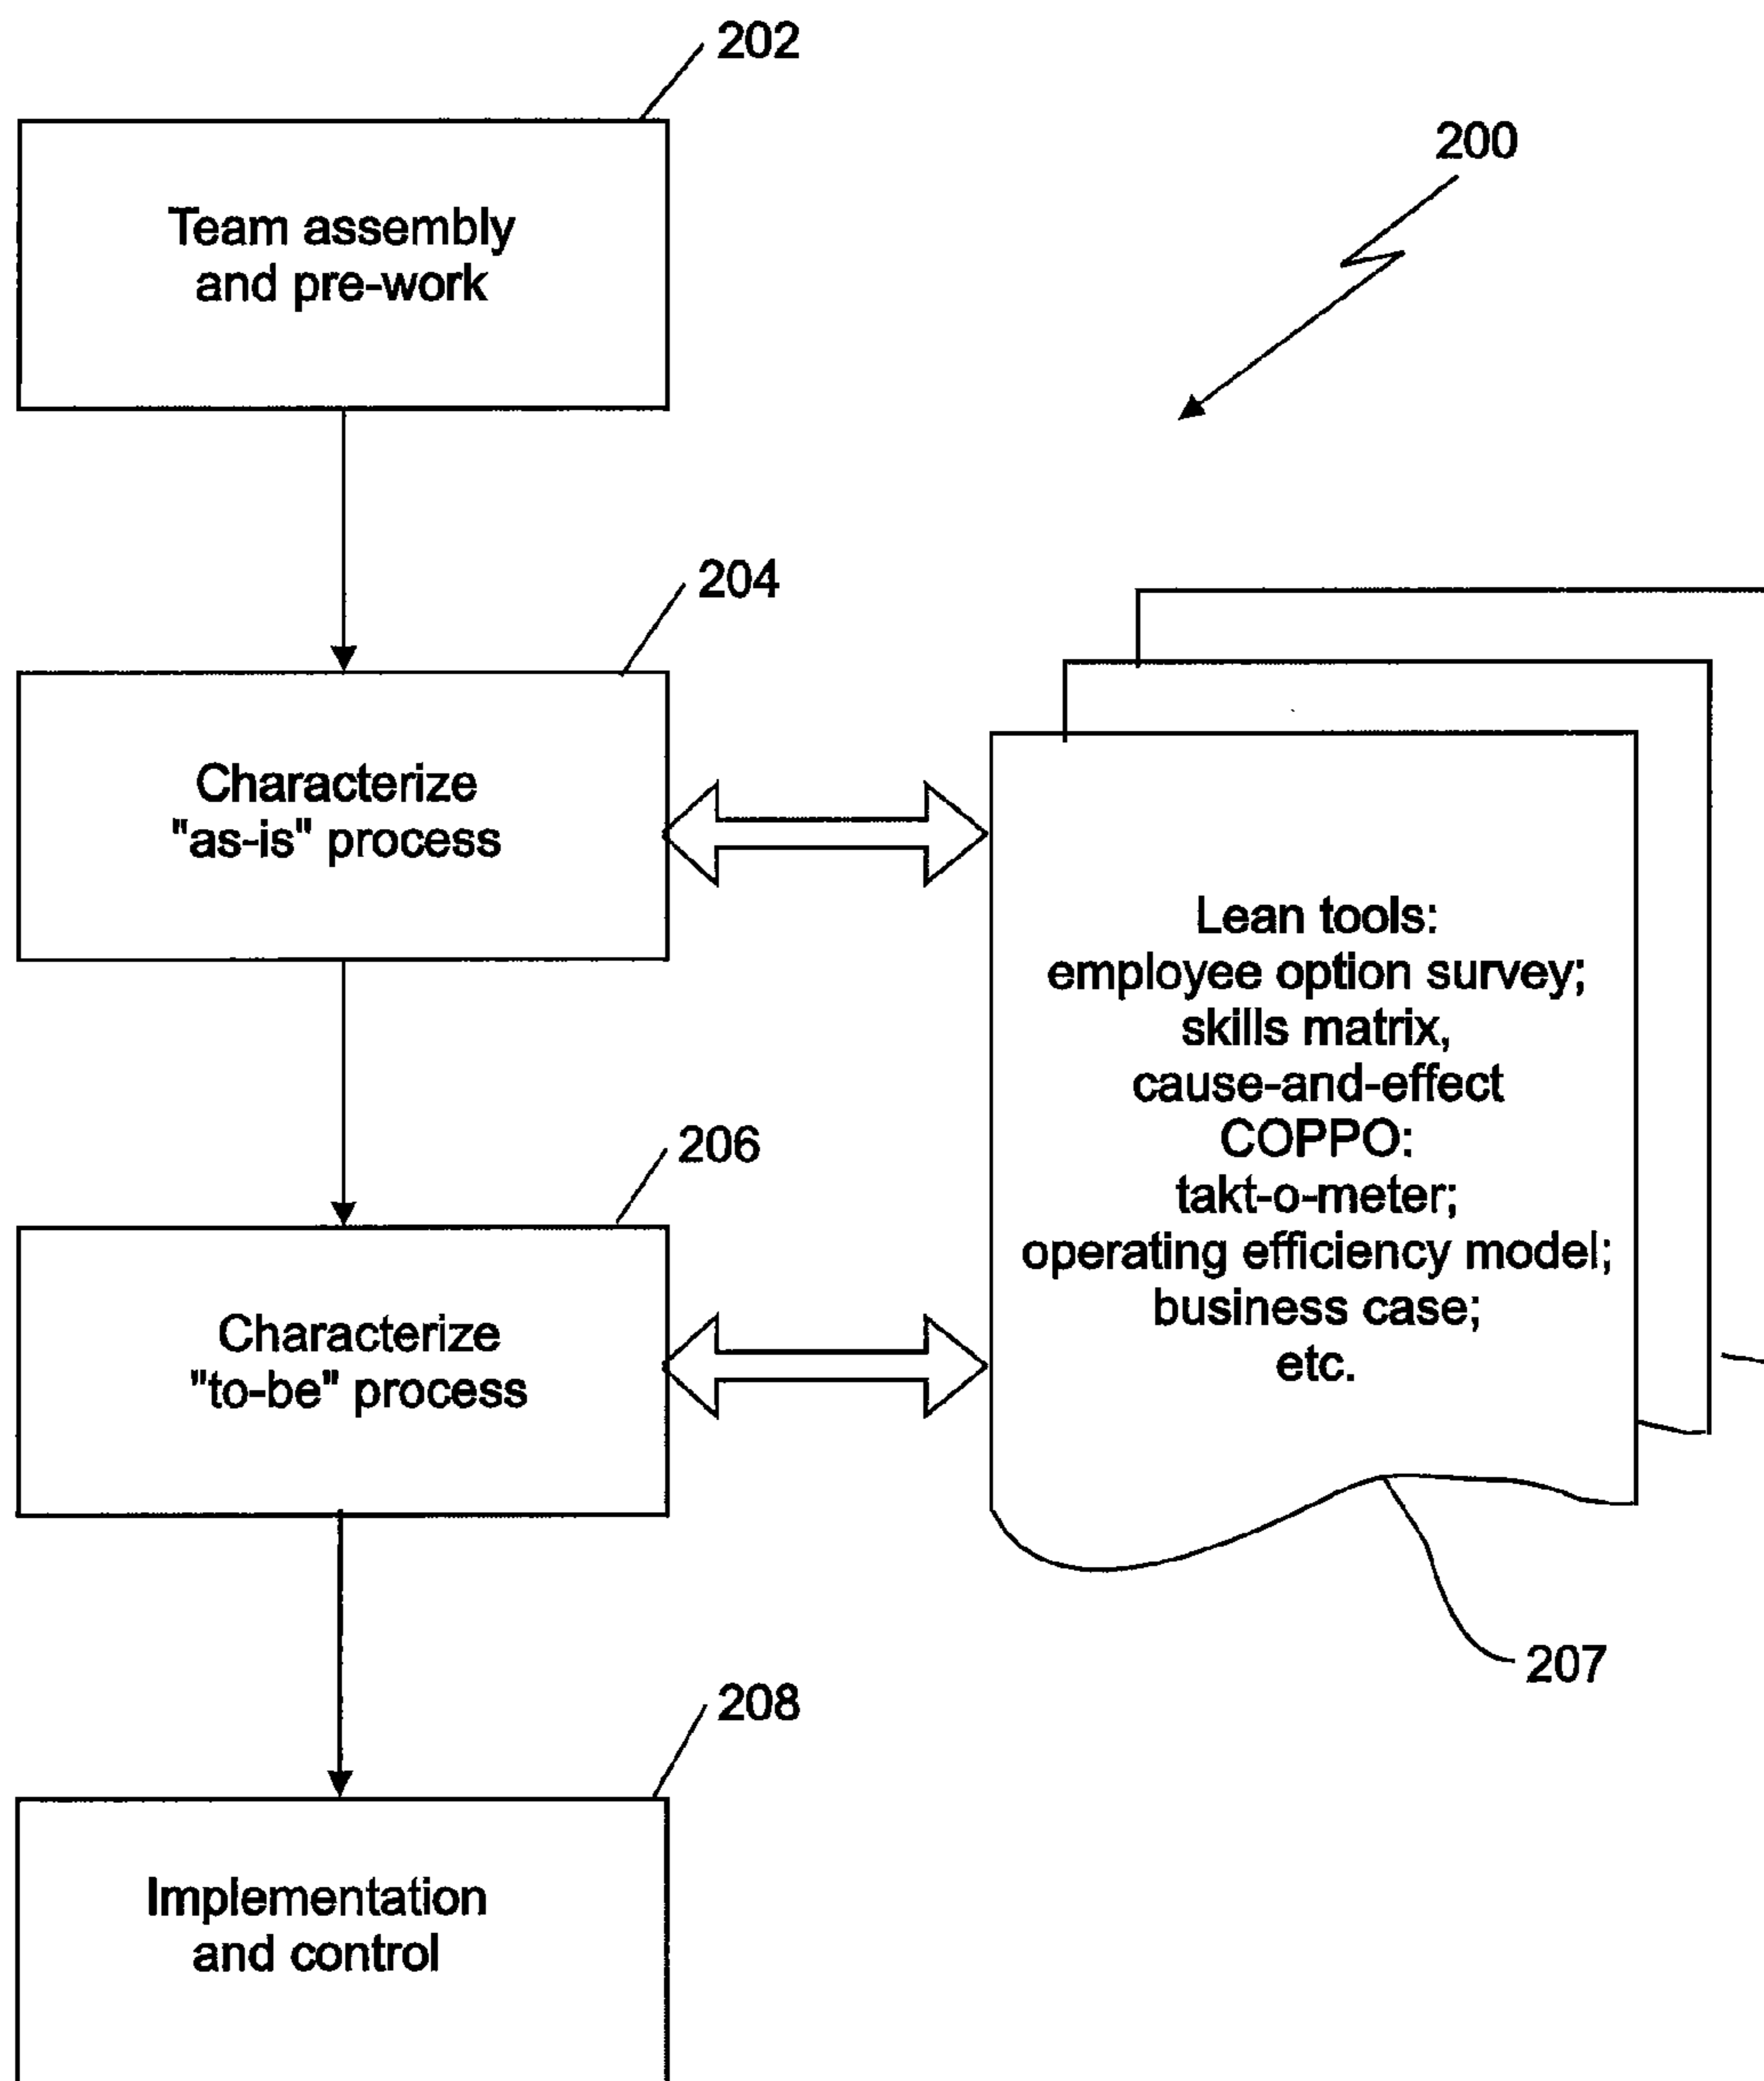 202
Team assembly
and pre-work
200
204
Characterize
"as-is" process
Lean tools:
employee option survey;
skills matrix,
cause-and-effect
COPPO:
takt-o-meter;
operating efficiency model;
business case;
etc.
206
Characterize
"to-be" process
207
208
Implementation
and control